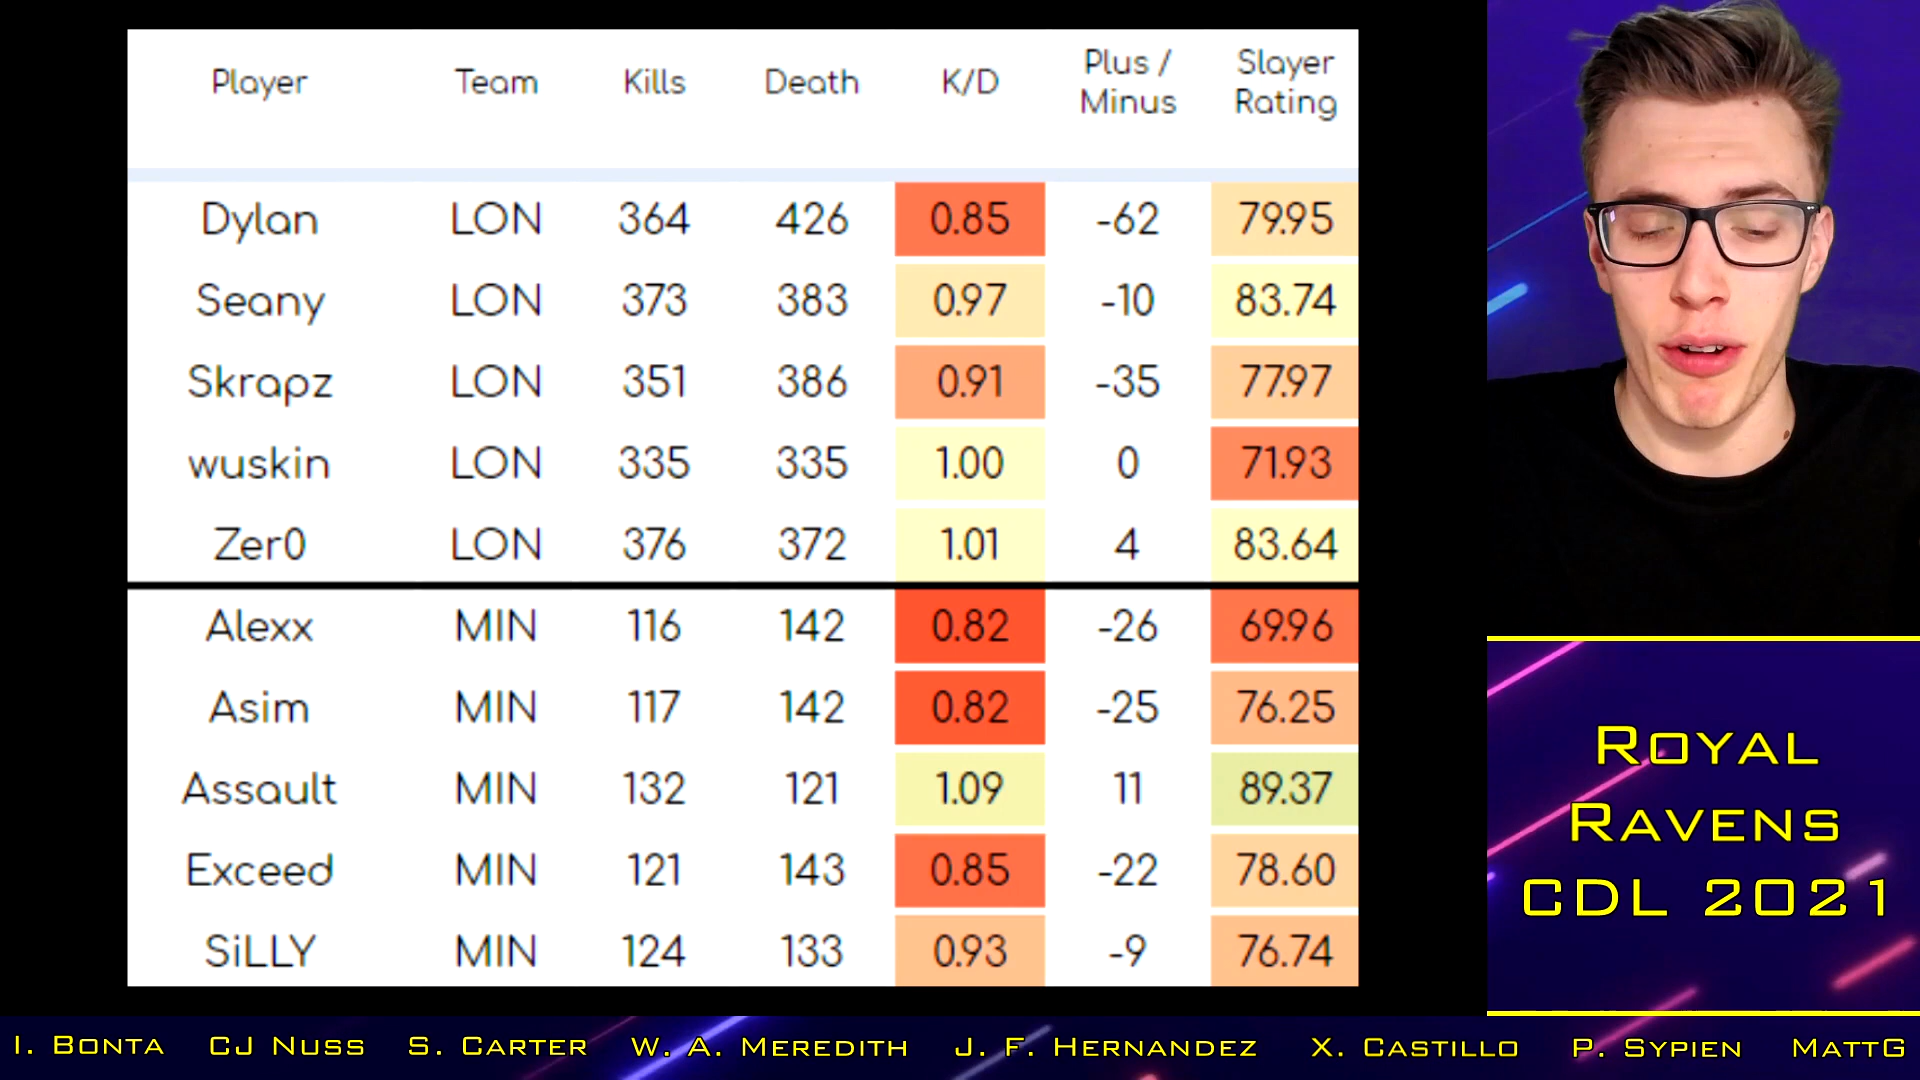 Player Team Kills Death K/D Plus / Minus Slayer Rating
Dylan LON 364 426 0.85 -62 79.95
Seany LON 373 383 0.97 -10 83.74
Skrapz LON 351 386 0.91 -35 77.97
wuskin LON 335 335 1.00 0 71.93
Zer0 LON 376 372 1.01 4 83.64
Alexx MIN 116 142 0.82 -26 69.96
Asim MIN 117 142 0.82 -25 76.25
Assault MIN 132 121 1.09 11 89.37
Exceed MIN 121 143 0.85 -22 78.60
SiLLY MIN 124 133 0.93 -9 76.74
Royal
Ravens
CDL 2021
I. Bonta CJ Nuss S. Carter W. A. Meredith J. F. Hernandez X. Castillo P. Sypien MattG